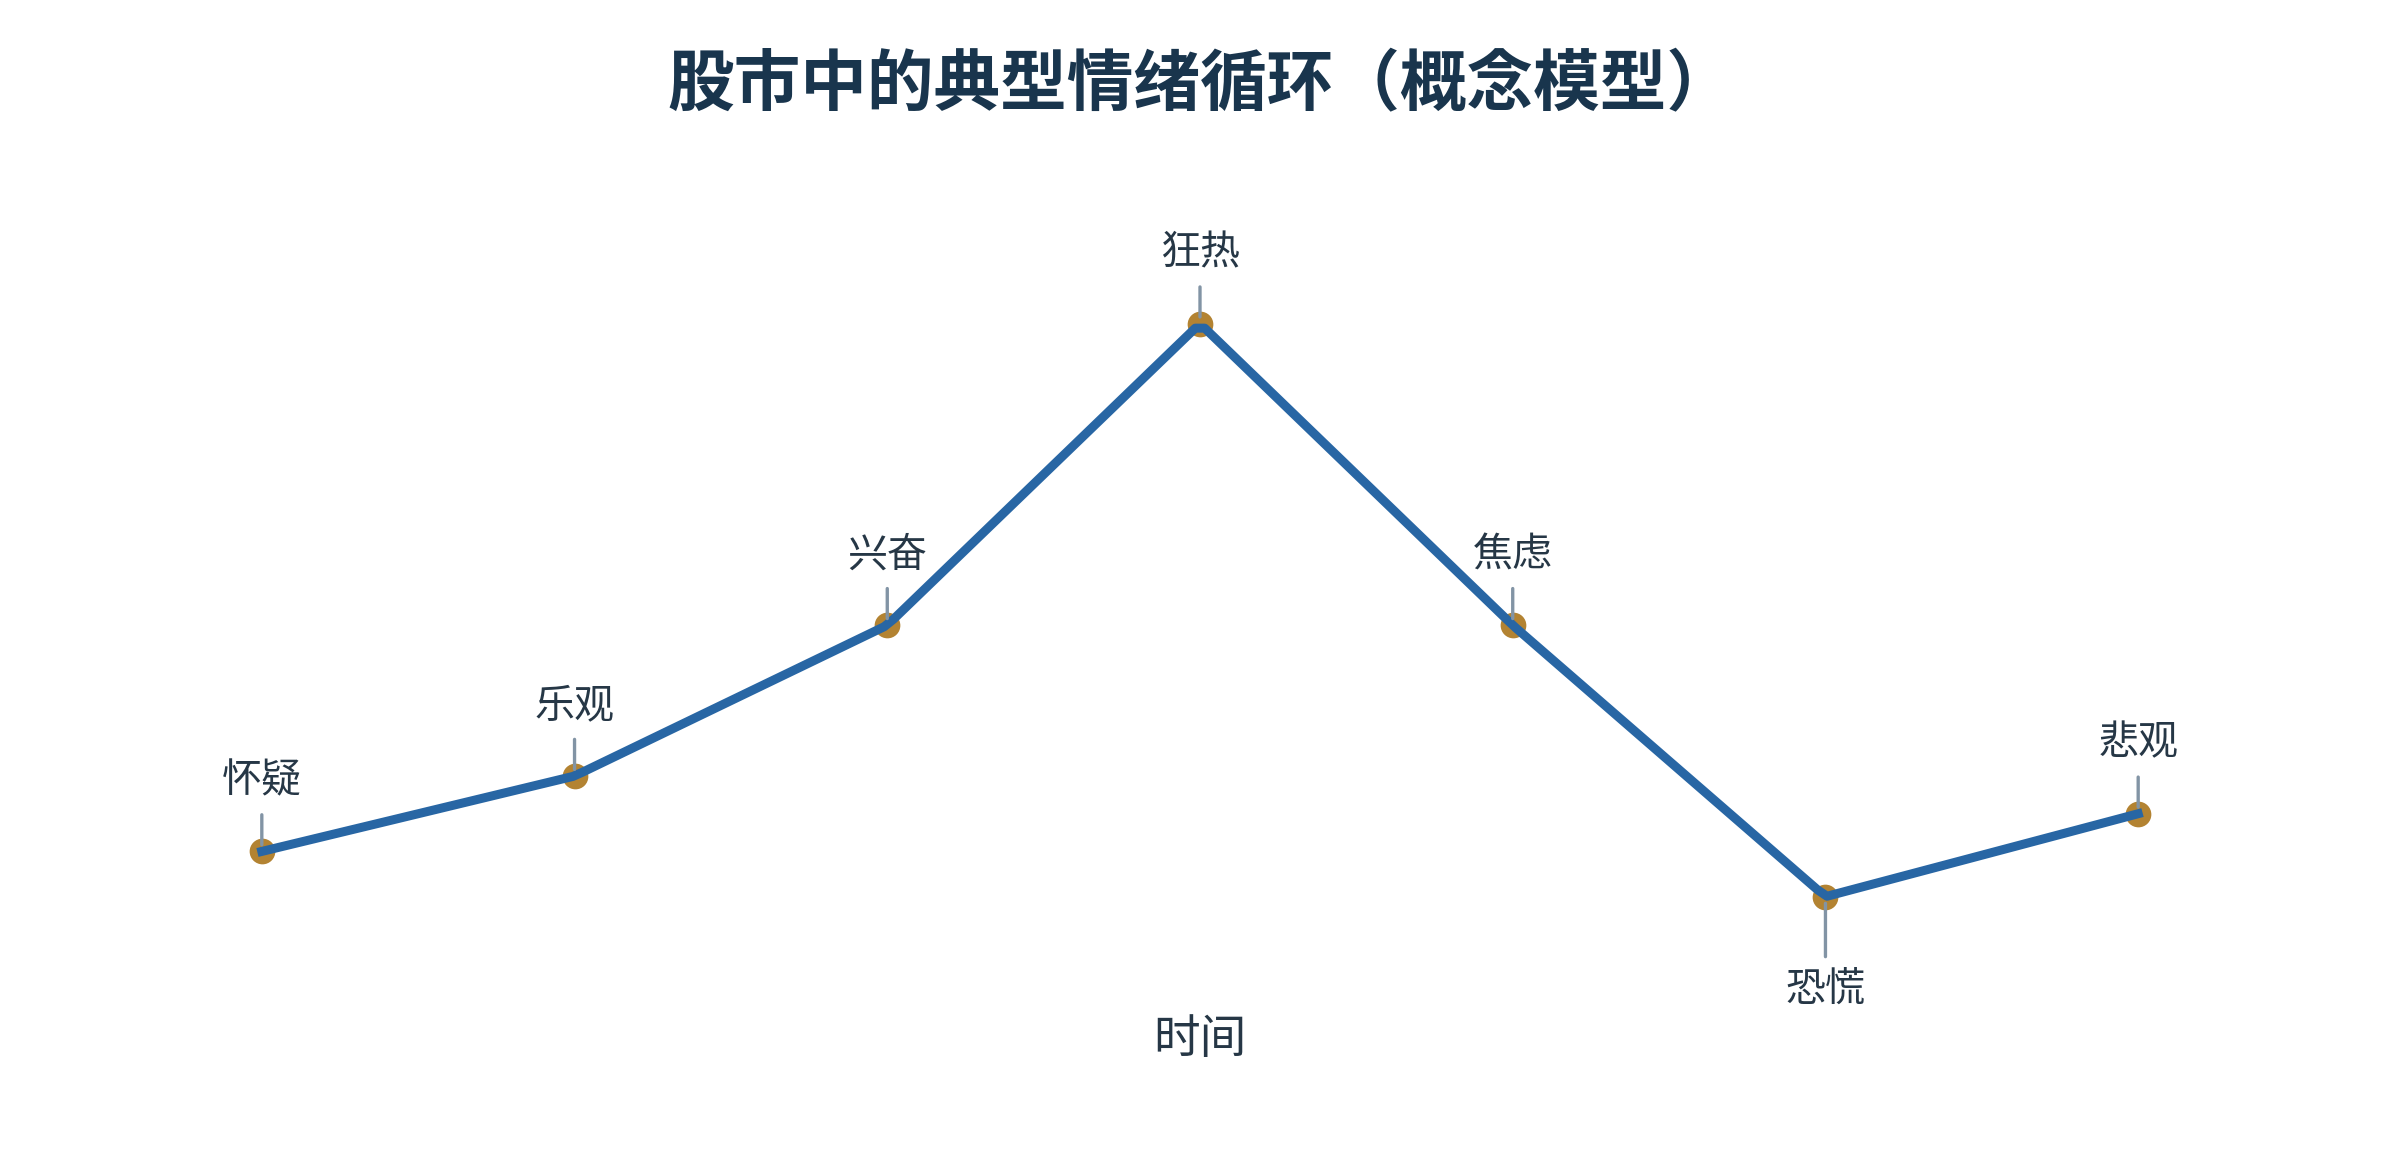 股市中的典型情绪循环（概念模型）
怀疑
乐观
兴奋
狂热
焦虑
恐慌
悲观
时间